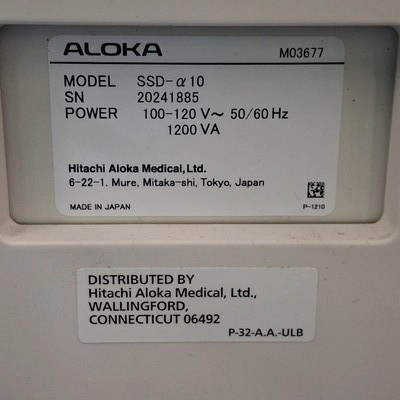 ALOKA M03677
MODEL SSD-α10
SN 20241885
POWER 100-120 V～ 50/60 Hz
1200 VA
Hitachi Aloka Medical,Ltd.
6-22-1. Mure, Mitaka-shi, Tokyo, Japan
MADE IN JAPAN P-1210
DISTRIBUTED BY
Hitachi Aloka Medical, Ltd.,
WALLINGFORD,
CONNECTICUT 06492
P-32-A.A.-ULB